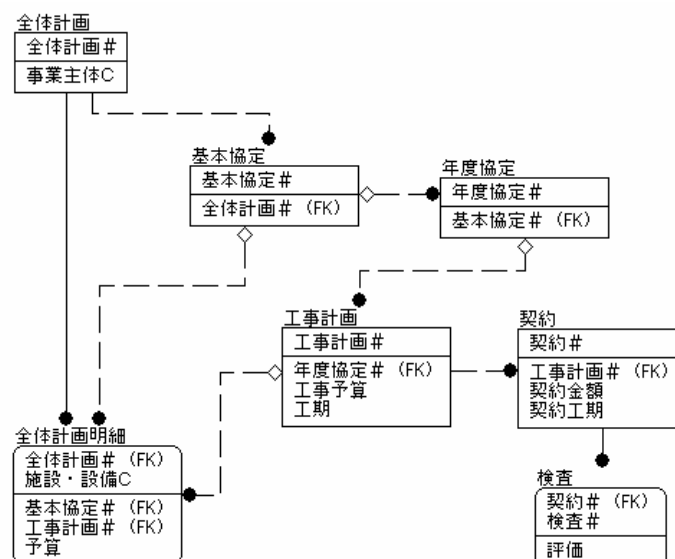 全体計画
全体計画＃
事業主体C
基本協定
基本協定＃
全体計画＃（FK）
年度協定
年度協定＃
基本協定＃（FK）
工事計画
工事計画＃
年度協定＃（FK）
工事予算
工期
契約
契約＃
工事計画＃（FK）
契約金額
契約工期
全体計画明細
全体計画＃（FK）
施設・設備C
基本協定＃（FK）
工事計画＃（FK）
予算
検査
契約＃（FK）
検査＃
評価